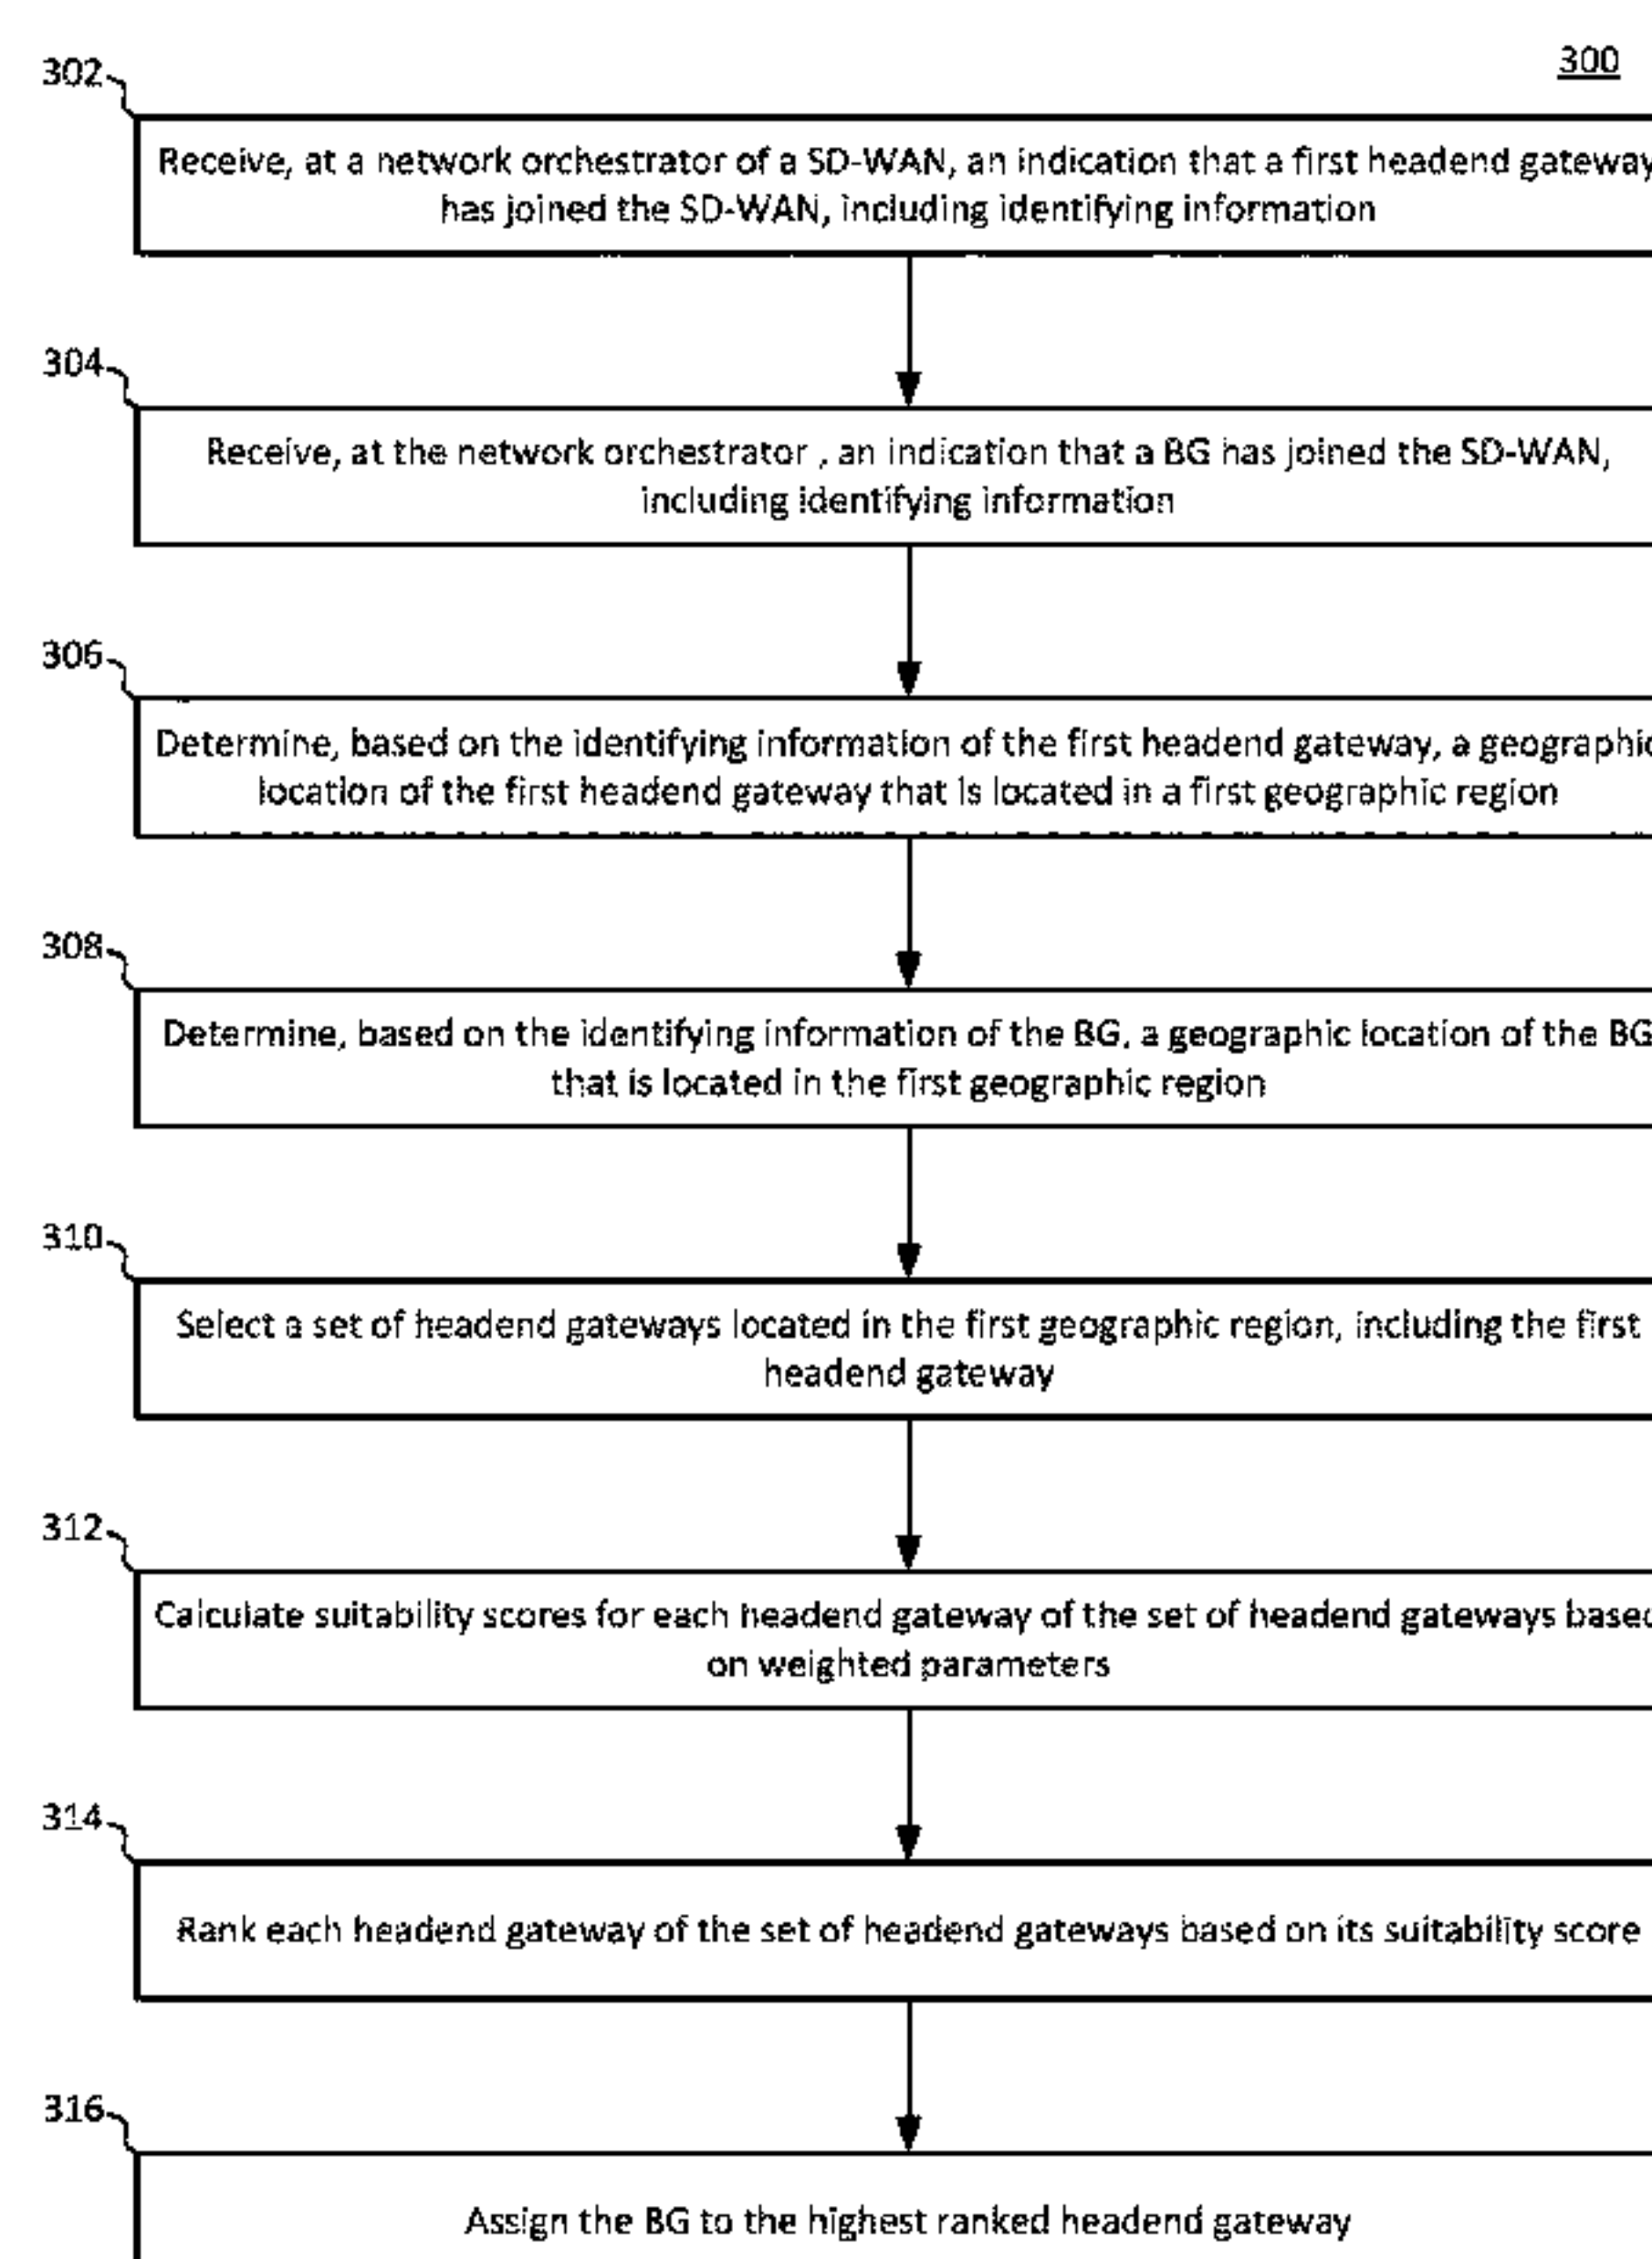 300
302
Receive, at a network orchestrator of a SD-WAN, an indication that a first headend gateway
has joined the SD-WAN, including identifying information
304
Receive, at the network orchestrator , an indication that a BG has joined the SD-WAN,
including identifying information
306
Determine, based on the identifying information of the first headend gateway, a geographic
location of the first headend gateway that is located in a first geographic region
308
Determine, based on the identifying information of the BG, a geographic location of the BG
that is located in the first geographic region
310
Select a set of headend gateways located in the first geographic region, including the first
headend gateway
312
Calculate suitability scores for each headend gateway of the set of headend gateways based
on weighted parameters
314
Rank each headend gateway of the set of headend gateways based on its suitability score
316
Assign the BG to the highest ranked headend gateway